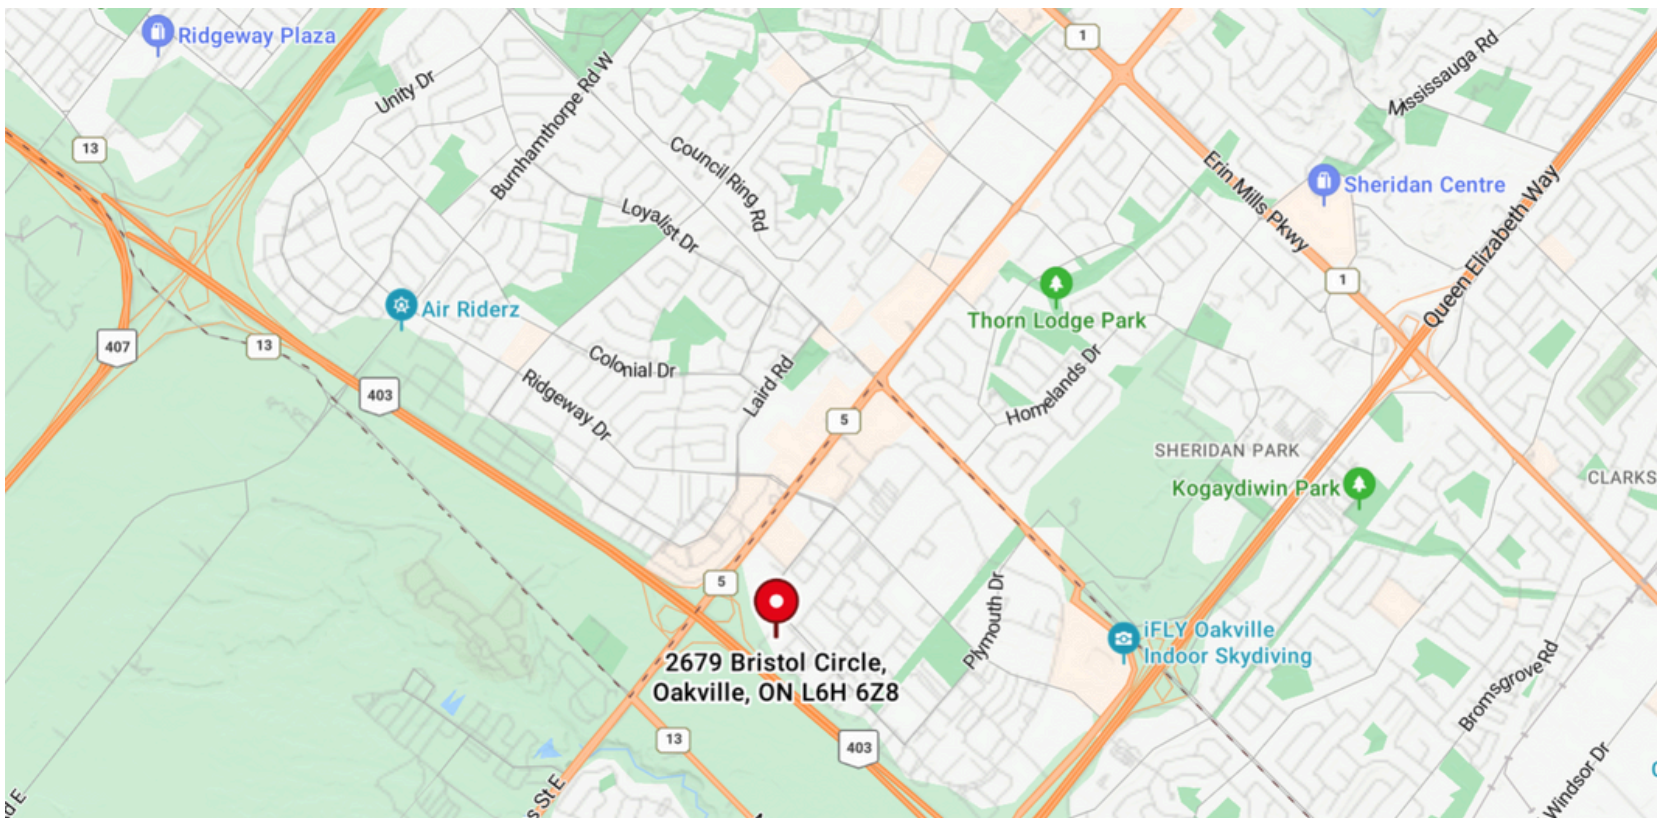 Ridgeway Plaza
1
Mississauga Rd
Unity Dr
Burnhamthorpe Rd W
13
Council Ring Rd
Erin Mills Pkwy
Sheridan Centre
Queen Elizabeth Way
Loyalist Dr
1
Thorn Lodge Park
Air Riderz
407
13
403
Colonial Dr
Ridgeway Dr
Laird Rd
Homelands Dr
5
SHERIDAN PARK
Kogaydiwin Park
CLARKS
5
Plymouth Dr
iFLY Oakville
Indoor Skydiving
2679 Bristol Circle,
Oakville, ON L6H 6Z8
Bromsgrove Rd
13
403
Windsor Dr
s St E
d E